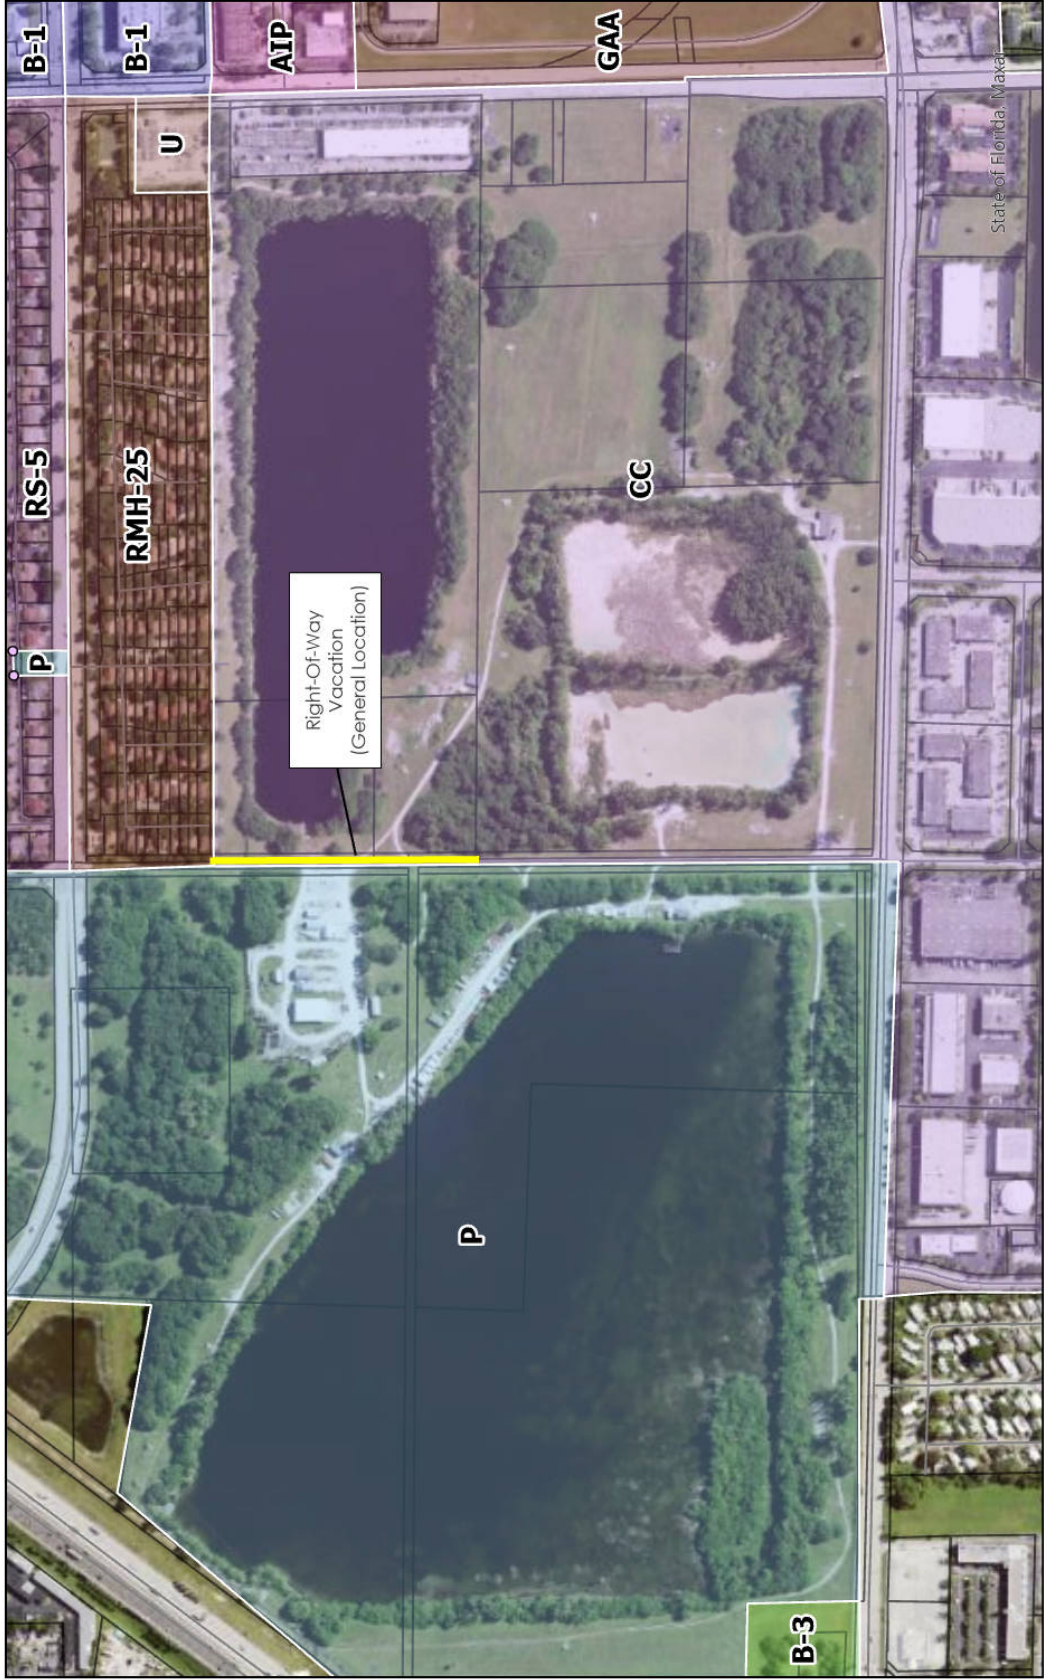 B-1
B-1
AIP
GAA
U
RS-5
RMH-25
P
CC
Right-Of-Way
Vacation
(General Location)
P
B-3
State of Florida, Maxar